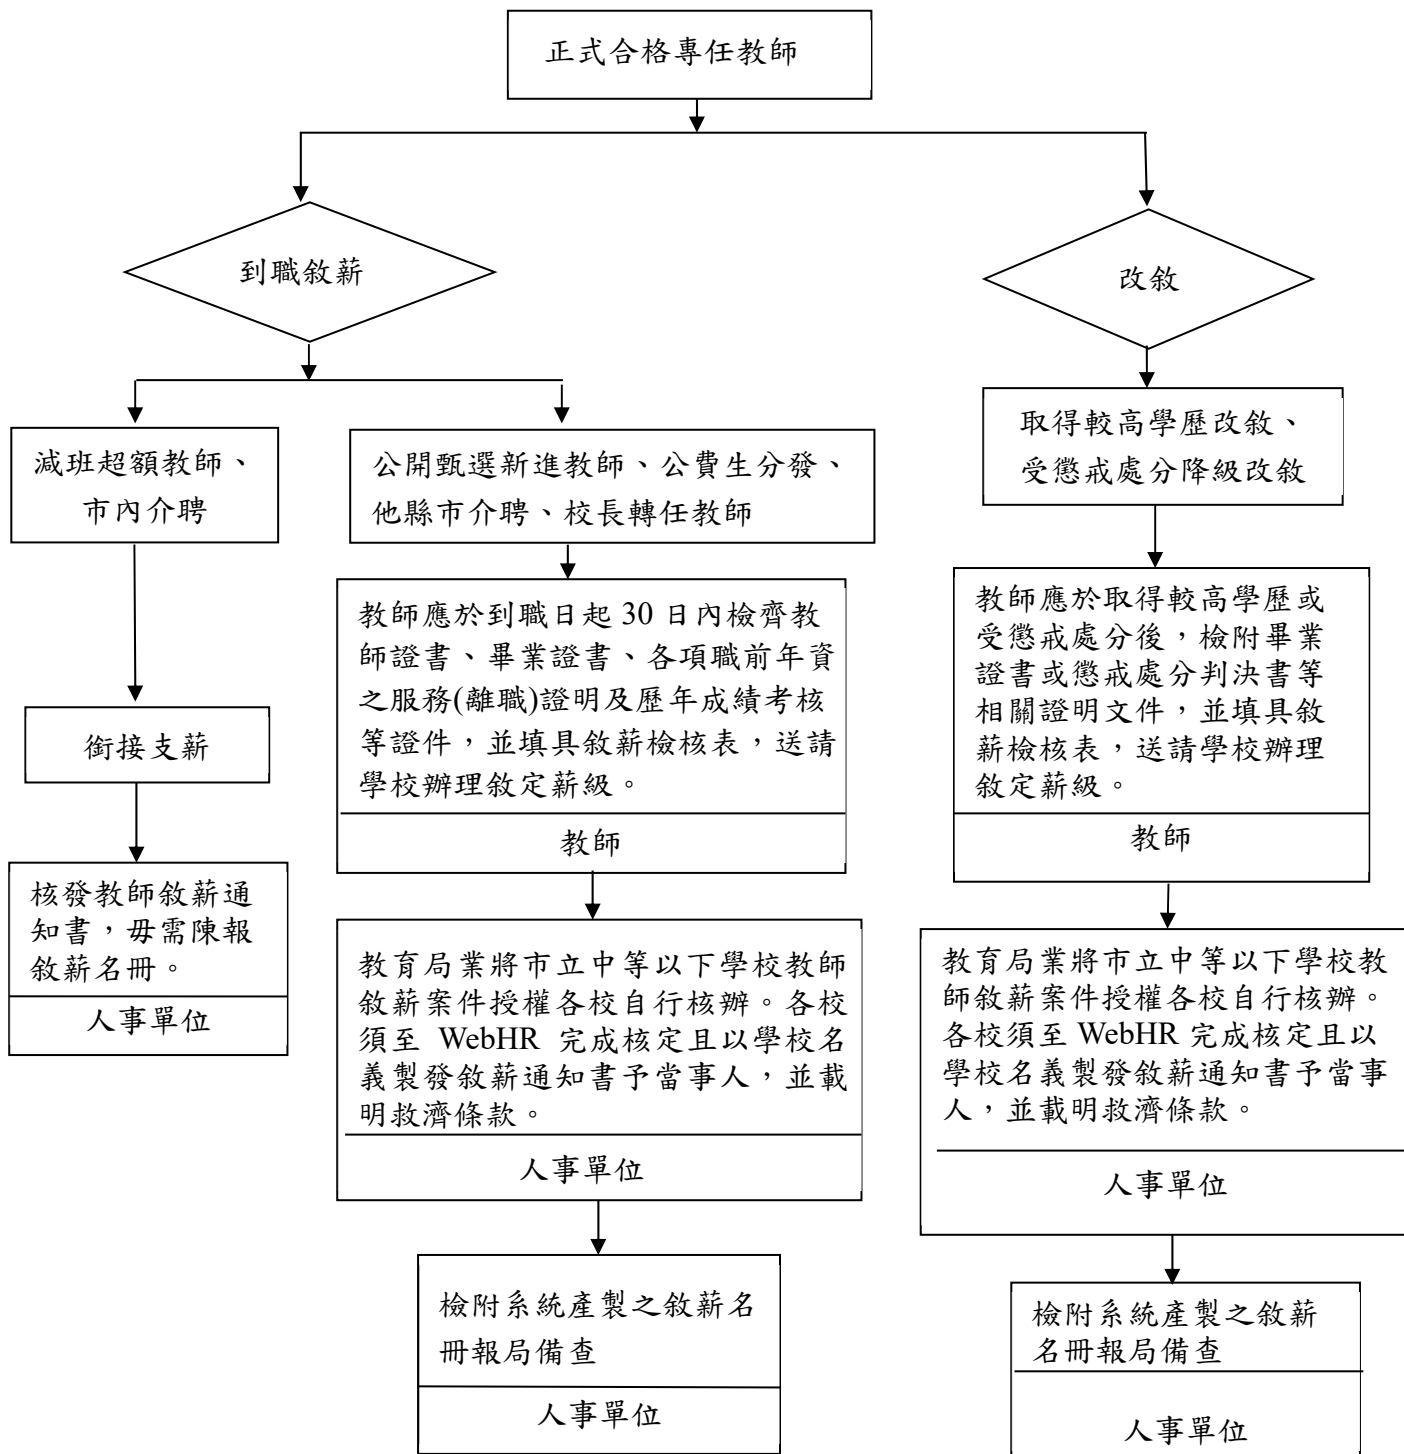 正式合格專任教師
到職敘薪
改敘
減班超額教師、
市內介聘
公開甄選新進教師、公費生分發、
他縣市介聘、校長轉任教師
取得較高學歷改敘、
受懲戒處分降級改敘
銜接支薪
教師應於到職日起 30 日內檢齊教
師證書、畢業證書、各項職前年資
之服務(離職)證明及歷年成績考核
等證件，並填具敘薪檢核表，送請
學校辦理敘定薪級。
教師
教師應於取得較高學歷或
受懲戒處分後，檢附畢業
證書或懲戒處分判決書等
相關證明文件，並填具敘
薪檢核表，送請學校辦理
敘定薪級。
教師
核發教師敘薪通
知書，毋需陳報
敘薪名冊。
人事單位
教育局業將市立中等以下學校教師
敘薪案件授權各校自行核辦。各校
須至 WebHR 完成核定且以學校名
義製發敘薪通知書予當事人，並載
明救濟條款。
人事單位
教育局業將市立中等以下學校教
師敘薪案件授權各校自行核辦。
各校須至 WebHR 完成核定且以
學校名義製發敘薪通知書予當事
人，並載明救濟條款。
人事單位
檢附系統產製之敘薪名
冊報局備查
人事單位
檢附系統產製之敘薪
名冊報局備查
人事單位